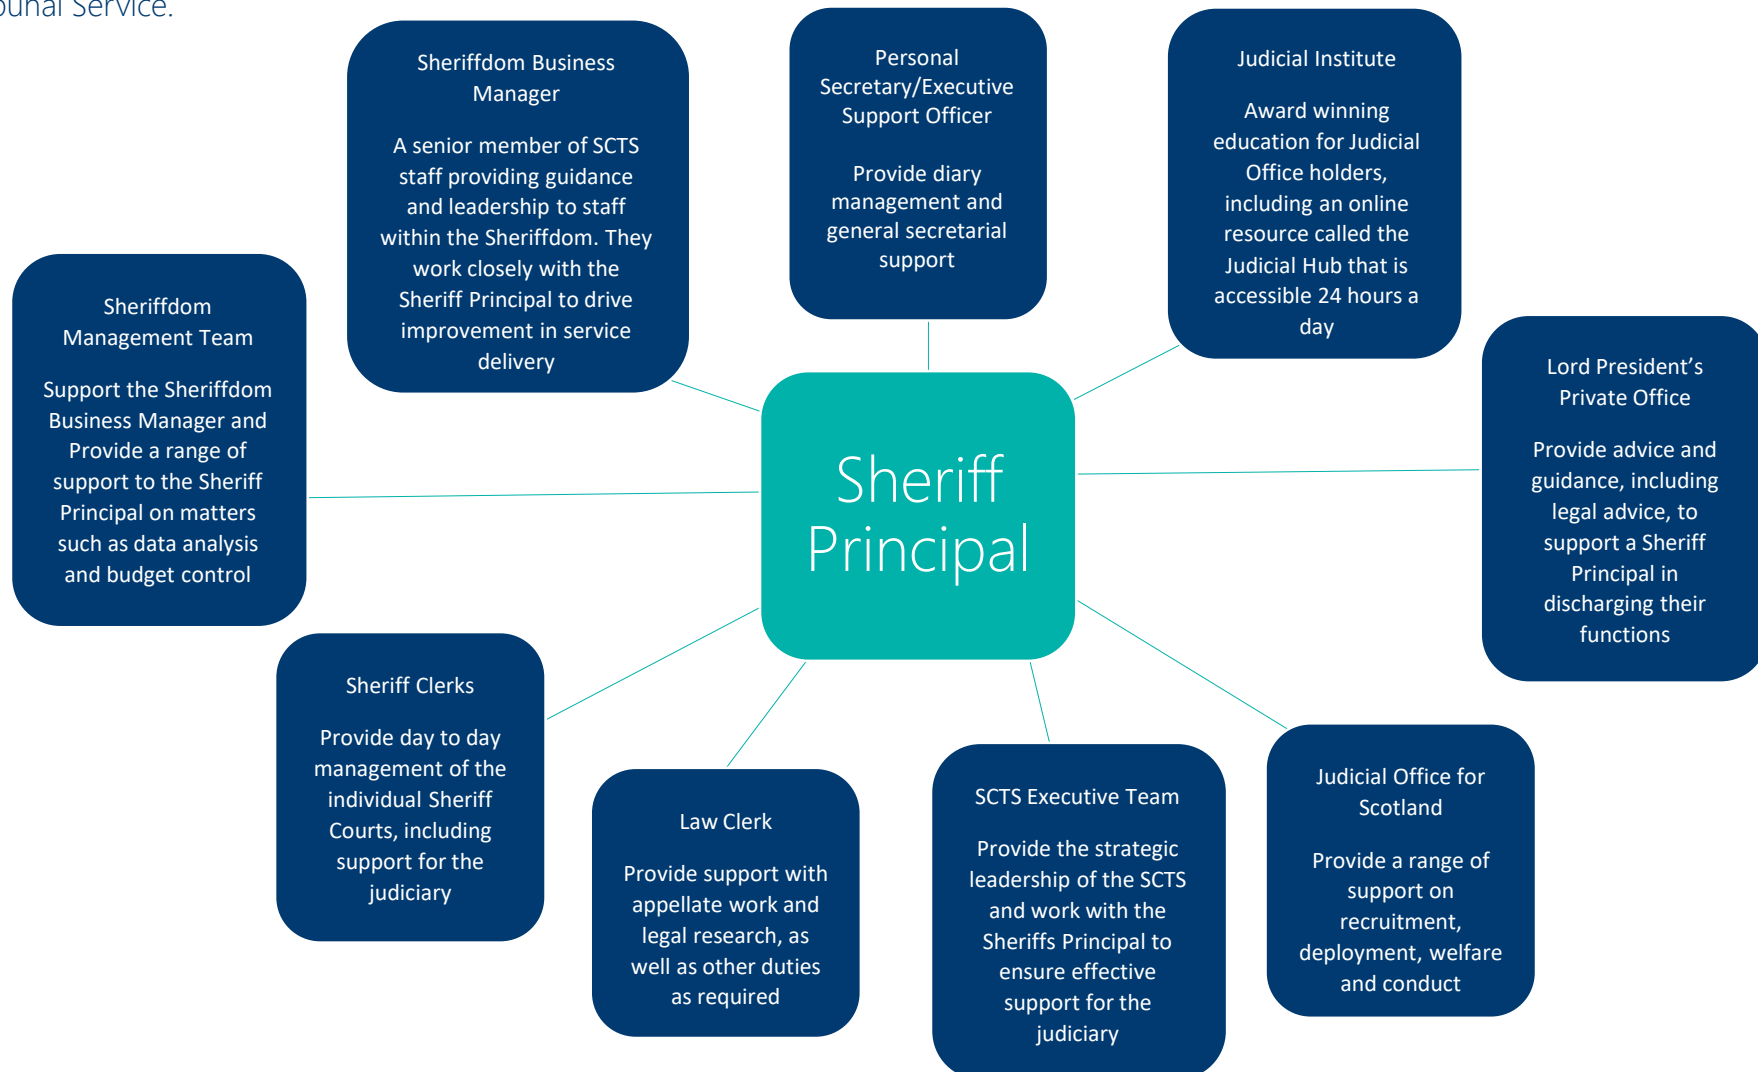 Service.
Sheriffdom Business
Manager
A senior member of SCTS
staff providing guidance
and leadership to staff
within the Sheriffdom. They
work closely with the
Sheriff Principal to drive
improvement in service
delivery
Personal
Secretary/Executive
Support Officer
Provide diary
management and
general secretarial
support
Judicial Institute
Award winning
education for Judicial
Office holders,
including an online
resource called the
Judicial Hub that is
accessible 24 hours a
day
Sheriffdom
Management Team
Support the Sheriffdom
Business Manager and
Provide a range of
support to the Sheriff
Principal on matters
such as data analysis
and budget control
Sheriff
Principal
Lord President’s
Private Office
Provide advice and
guidance, including
legal advice, to
support a Sheriff
Principal in
discharging their
functions
Sheriff Clerks
Provide day to day
management of the
individual Sheriff
Courts, including
support for the
judiciary
Law Clerk
Provide support with
appellate work and
legal research, as
well as other duties
as required
SCTS Executive Team
Provide the strategic
leadership of the SCTS
and work with the
Sheriffs Principal to
ensure effective
support for the
judiciary
Judicial Office for
Scotland
Provide a range of
support on
recruitment,
deployment, welfare
and conduct